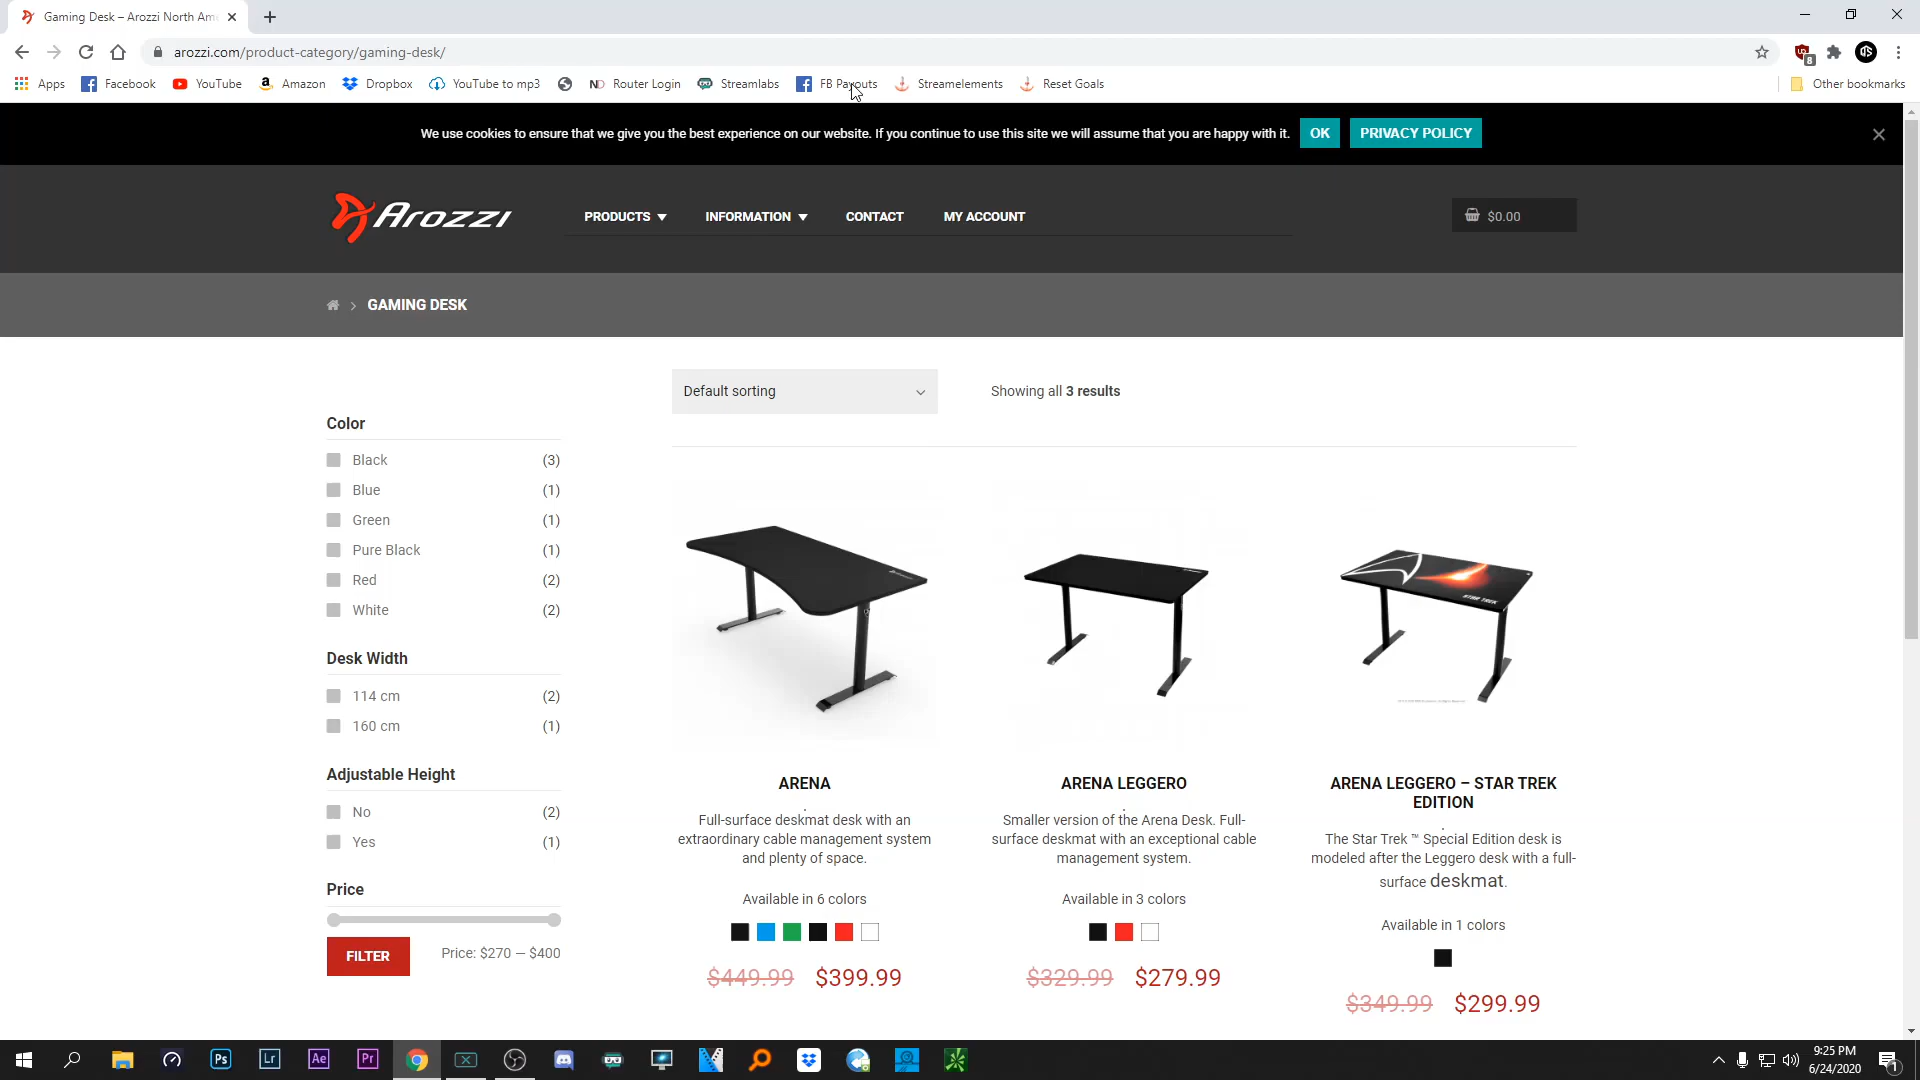 Gaming Desk – Arozzi North Am
arozzi.com/product-category/gaming-desk/
8
Apps Facebook YouTube Amazon Dropbox YouTube to mp3 ND Router Login Streamlabs FB Payouts Streamelements Reset Goals Other bookmarks
We use cookies to ensure that we give you the best experience on our website. If you continue to use this site we will assume that you are happy with it. OK PRIVACY POLICY
Arozzi
PRODUCTS INFORMATION CONTACT MY ACCOUNT
$0.00
GAMING DESK
Default sorting
Showing all 3 results
Color
Black (3)
Blue (1)
Green (1)
Pure Black (1)
Red (2)
White (2)
Desk Width
114 cm (2)
160 cm (1)
Adjustable Height
No (2)
Yes (1)
Price
FILTER
Price: $270 — $400
STAR TREK
ARENA
Full-surface deskmat desk with an
extraordinary cable management system
and plenty of space.
Available in 6 colors
$449.99 $399.99
ARENA LEGGERO
Smaller version of the Arena Desk. Full-
surface deskmat with an exceptional cable
management system.
Available in 3 colors
$329.99 $279.99
ARENA LEGGERO – STAR TREK
EDITION
The Star Trek ™ Special Edition desk is
modeled after the Leggero desk with a full-
surface deskmat.
Available in 1 colors
$349.99 $299.99
Ps Lr Ae Pr
9:25 PM
6/24/2020
1